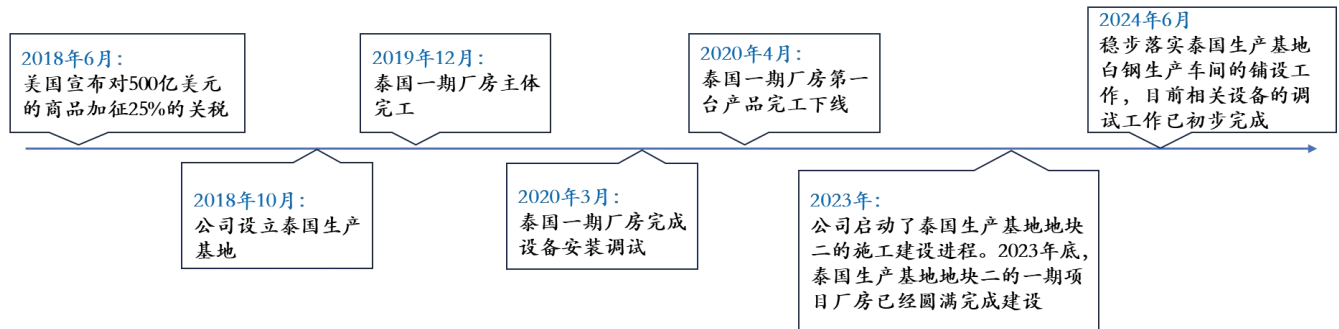 2018年6月：
美国宣布对500亿美元
的商品加征25%的关税
2018年10月：
公司设立泰国生产
基地
2019年12月：
泰国一期厂房主体
完工
2020年3月：
泰国一期厂房完成
设备安装调试
2020年4月：
泰国一期厂房第一
台产品完工下线
2023年：
公司启动了泰国生产基地地块
二的施工建设进程。2023年底，
泰国生产基地地块二的一期项
目厂房已经圆满完成建设
2024年6月
稳步落实泰国生产基地
白钢生产车间的铺设工
作，目前相关设备的调
试工作已初步完成